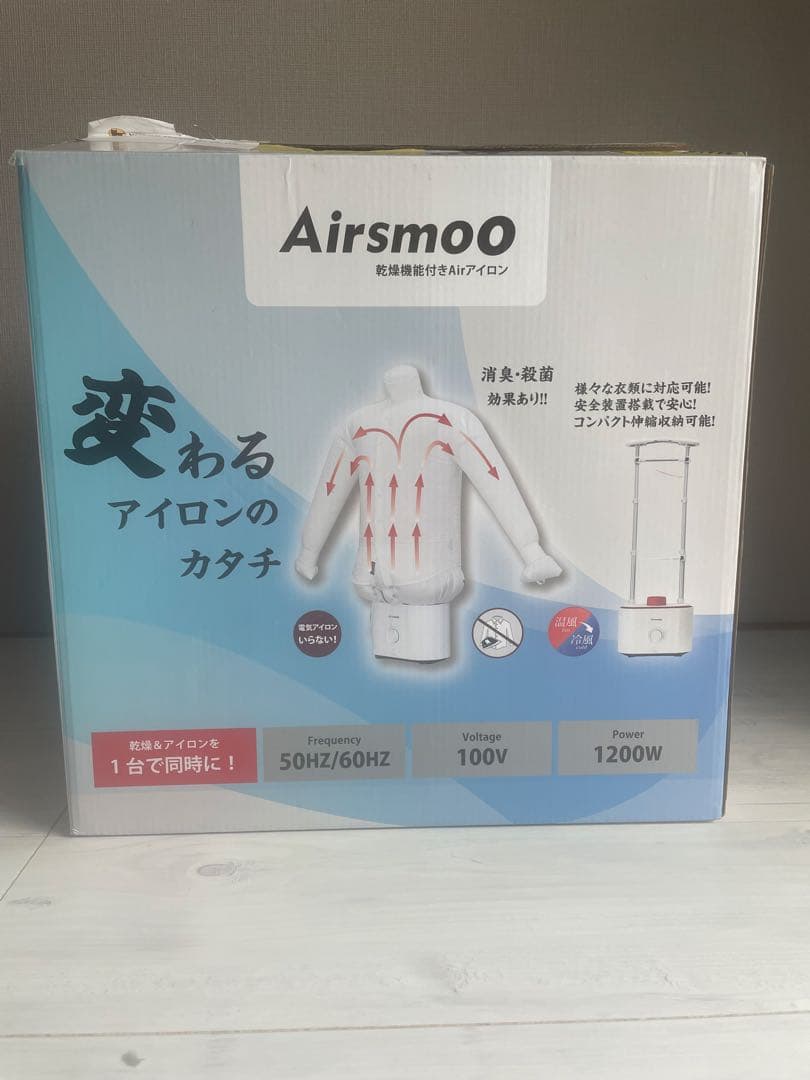 Airsmoo
乾燥機能付きAirアイロン
変わる
アイロンの
カタチ
消臭・殺菌
効果あり!!
様々な衣類に対応可能!
安全装置搭載で安心!
コンパクト伸縮収納可能!
電気アイロン
いらない!
温風
hot
冷風
cold
乾燥&アイロンを
1台で同時に!
Frequency
50HZ/60HZ
Voltage
100V
Power
1200W